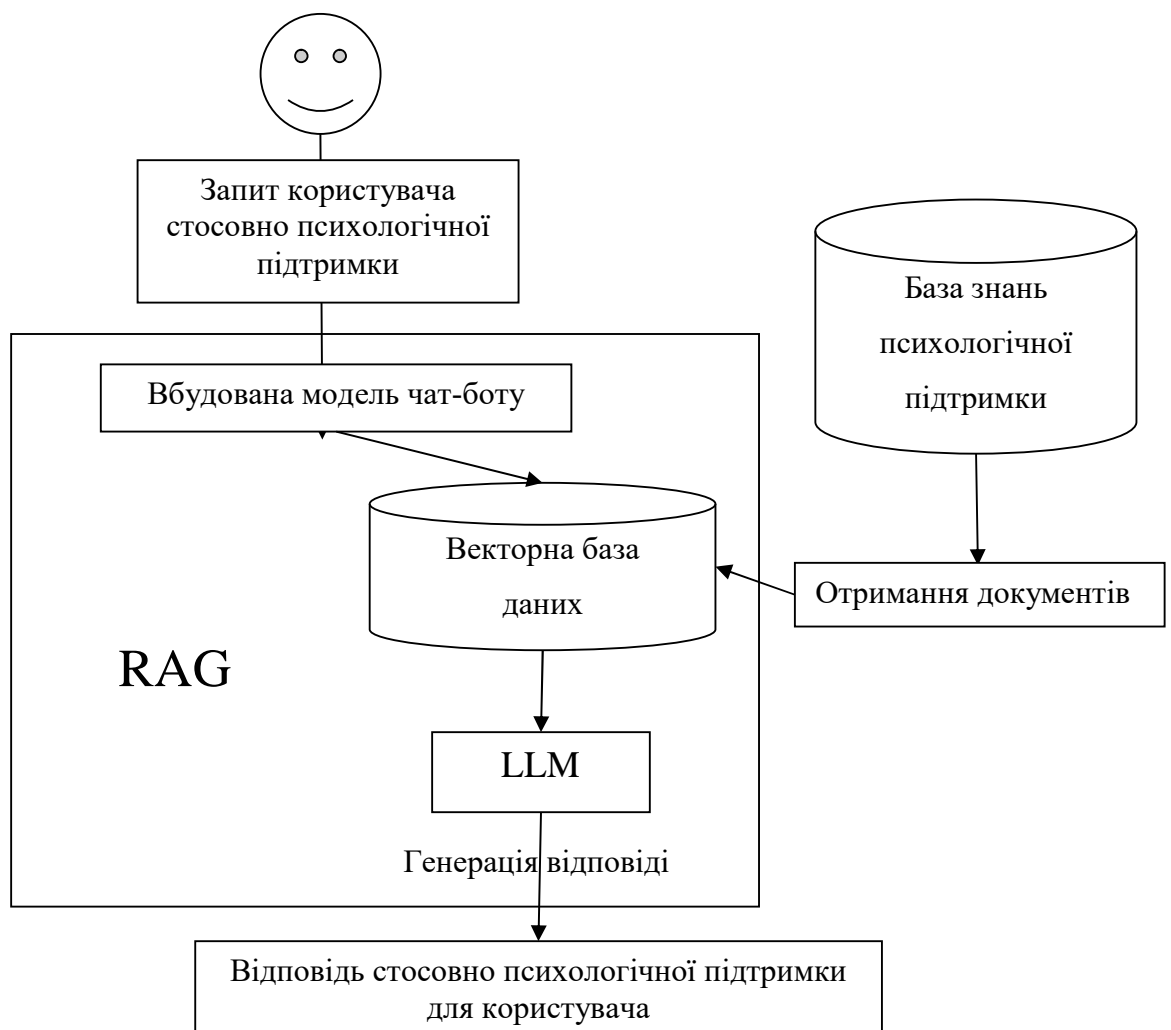 Запит користувача
стосовно психологічної
підтримки
База знань
психологічної
підтримки
Вбудована модель чат-боту
Векторна база
даних
Отримання документів
RAG
LLM
Генерація відповіді
Відповідь стосовно психологічної підтримки
для користувача